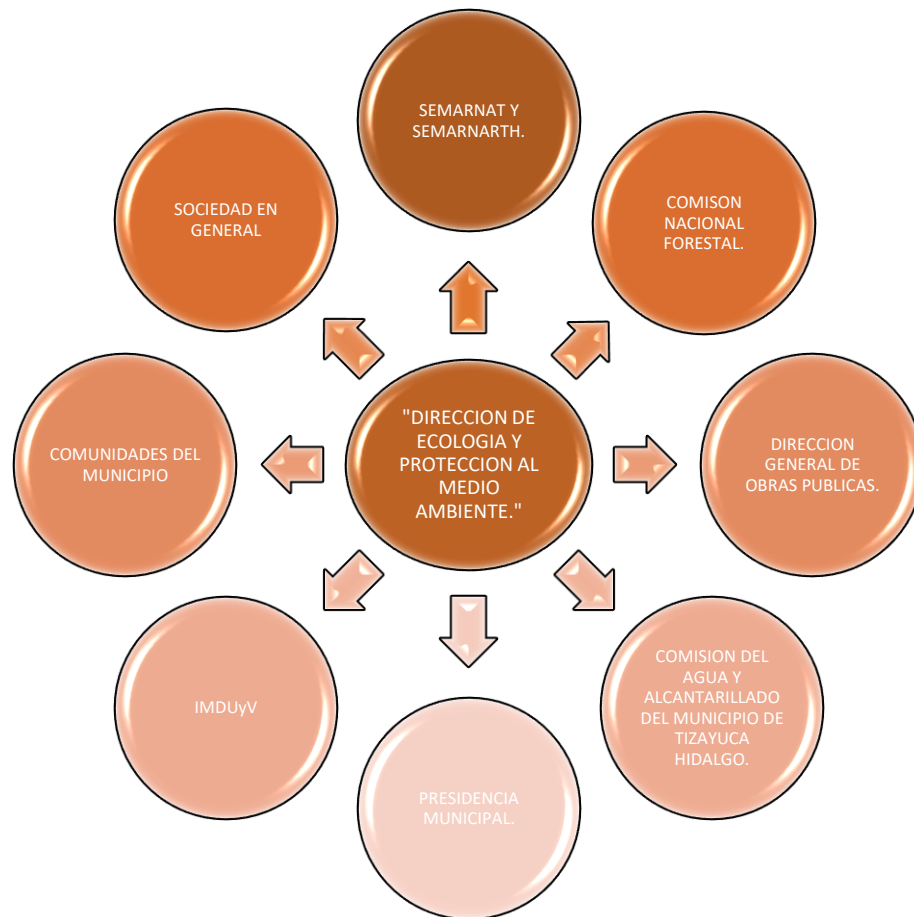 SEMARNAT Y
SEMARNARTH.
SOCIEDAD EN
GENERAL
COMISON
NACIONAL
FORESTAL.
COMUNIDADES DEL
MUNICIPIO
"DIRECCION DE
ECOLOGIA Y
PROTECCION AL
MEDIO
AMBIENTE."
DIRECCION
GENERAL DE
OBRAS PUBLICAS.
IMDUyV
COMISION DEL
AGUA Y
ALCANTARILLADO
DEL MUNICIPIO DE
TIZAYUCA
HIDALGO.
PRESIDENCIA
MUNICIPAL.